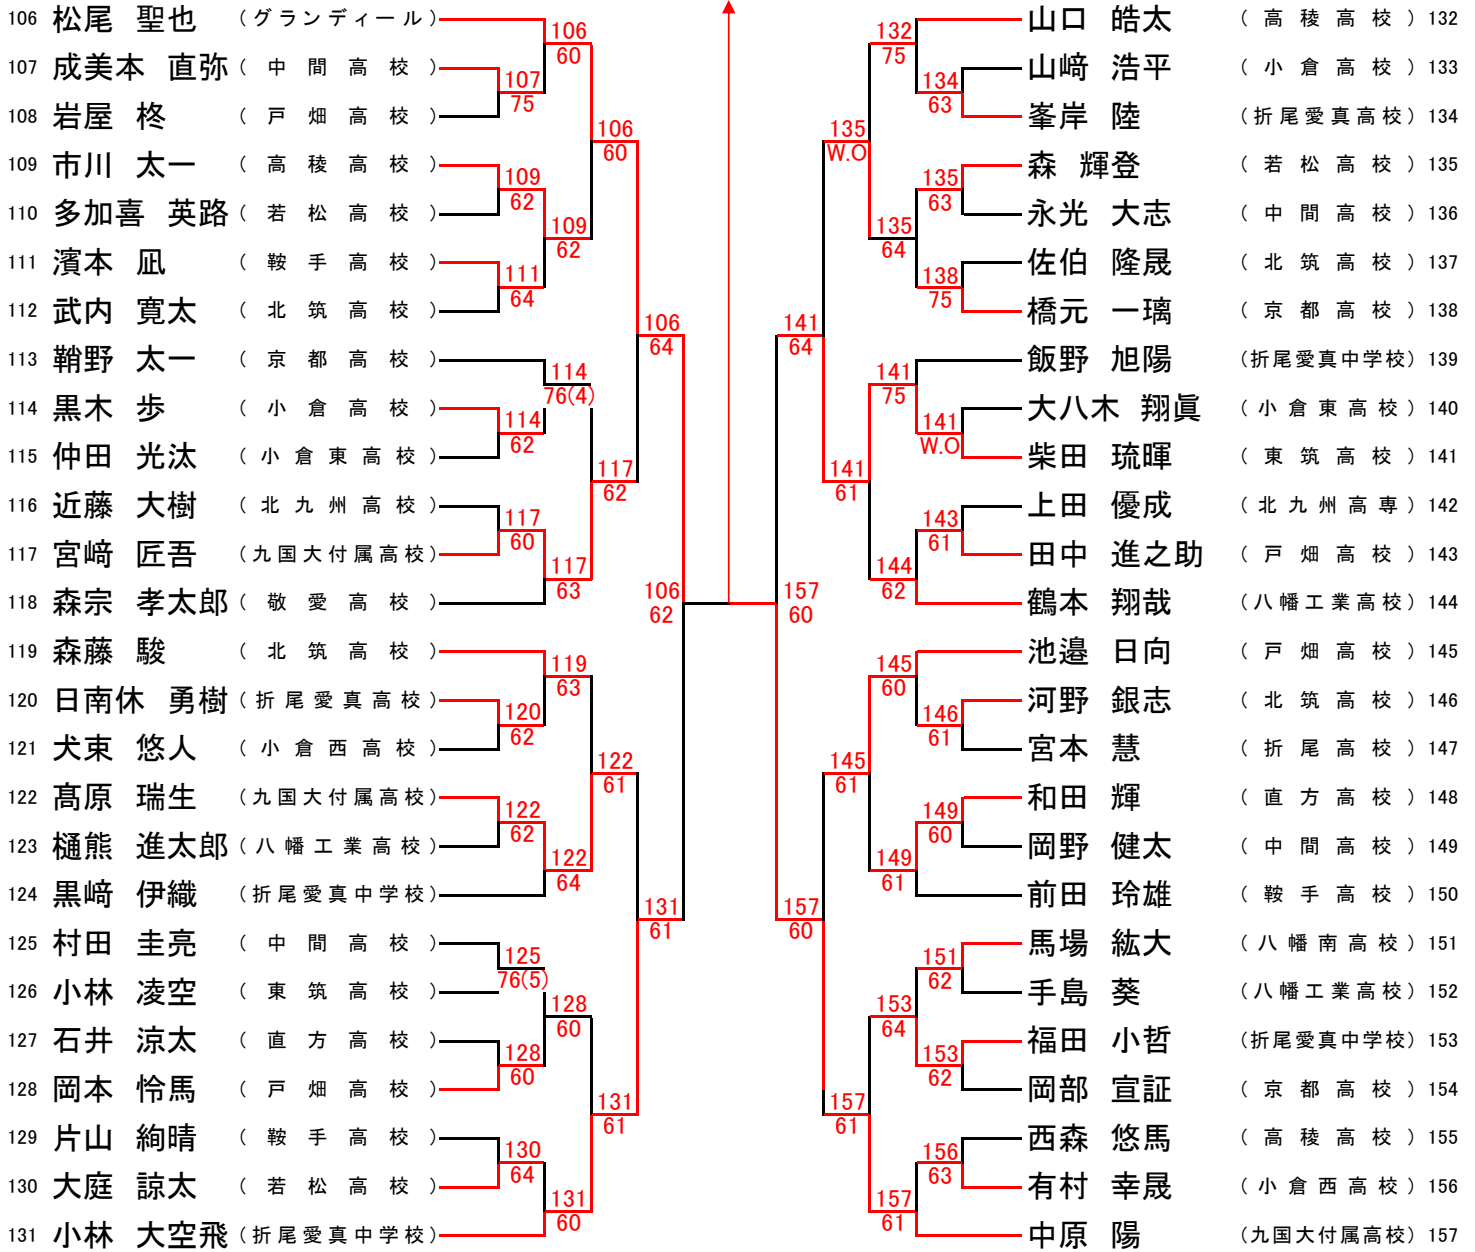 106 松尾 聖也 (グランディール)
107 成美本 直弥 (中間高校)
108 岩屋 柊 (戸畑高校)
109 市川 太一 (高稜高校)
110 多加喜 英路 (若松高校)
111 濱本 凪 (鞍手高校)
112 武内 寛太 (北筑高校)
113 鞘野 太一 (京都高校)
114 黒木 歩 (小倉高校)
115 仲田 光汰 (小倉東高校)
116 近藤 大樹 (北九州高校)
117 宮﨑 匠吾 (九国大付属高校)
118 森宗 孝太郎 (敬愛高校)
119 森藤 駿 (北筑高校)
120 日南休 勇樹 (折尾愛真高校)
121 犬束 悠人 (小倉西高校)
122 髙原 瑞生 (九国大付属高校)
123 樋熊 進太郎 (八幡工業高校)
124 黒﨑 伊織 (折尾愛真中学校)
125 村田 圭亮 (中間高校)
126 小林 凌空 (東筑高校)
127 石井 涼太 (直方高校)
128 岡本 怜馬 (戸畑高校)
129 片山 絢晴 (鞍手高校)
130 大庭 諒太 (若松高校)
131 小林 大空飛 (折尾愛真中学校)
107
75
109
62
111
64
114
62
117
60
120
62
122
62
125
76(5)
128
60
130
64
106
60
109
62
114
76(4)
117
63
119
63
122
64
128
60
131
60
106
60
117
62
122
61
131
61
106
64
131
61
106
62
157
60
141
64
157
60
135
W.O
141
61
145
61
157
61
132
75
135
64
141
75
144
62
145
60
149
61
153
64
157
61
134
63
135
63
138
75
141
W.O
143
61
146
61
149
60
151
62
153
62
156
63
山口 皓太 (高稜高校) 132
山﨑 浩平 (小倉高校) 133
峯岸 陸 (折尾愛真高校) 134
森 輝登 (若松高校) 135
永光 大志 (中間高校) 136
佐伯 隆晟 (北筑高校) 137
橋元 一璃 (京都高校) 138
飯野 旭陽 (折尾愛真中学校) 139
大八木 翔眞 (小倉東高校) 140
柴田 琉暉 (東筑高校) 141
上田 優成 (北九州高専) 142
田中 進之助 (戸畑高校) 143
鶴本 翔哉 (八幡工業高校) 144
池邉 日向 (戸畑高校) 145
河野 銀志 (北筑高校) 146
宮本 慧 (折尾高校) 147
和田 輝 (直方高校) 148
岡野 健太 (中間高校) 149
前田 玲雄 (鞍手高校) 150
馬場 紘大 (八幡南高校) 151
手島 葵 (八幡工業高校) 152
福田 小哲 (折尾愛真中学校) 153
岡部 宣証 (京都高校) 154
西森 悠馬 (高稜高校) 155
有村 幸晟 (小倉西高校) 156
中原 陽 (九国大付属高校) 157